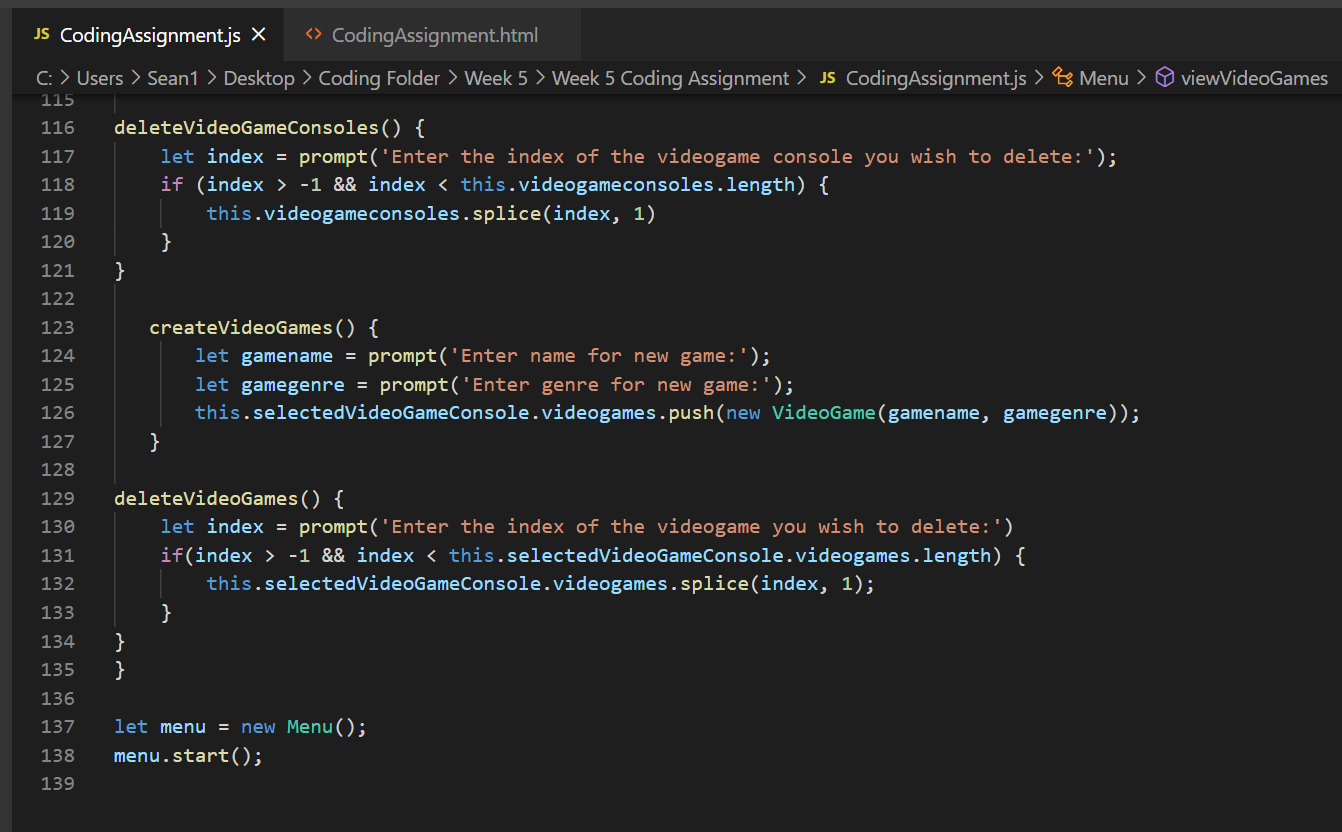 JS CodingAssignment.js × <> CodingAssignment.html
C: > Users > Sean1 > Desktop > Coding Folder > Week 5 > Week 5 Coding Assignment > JS CodingAssignment.js > Menu > viewVideoGames
115
116 deleteVideoGameConsoles() {
117     let index = prompt('Enter the index of the videogame console you wish to delete:');
118     if (index > -1 && index < this.videogameconsoles.length) {
119         this.videogameconsoles.splice(index, 1)
120     }
121 }
122
123    createVideoGames() {
124        let gamename = prompt('Enter name for new game:');
125        let gamegenre = prompt('Enter genre for new game:');
126        this.selectedVideoGameConsole.videogames.push(new VideoGame(gamename, gamegenre));
127    }
128
129 deleteVideoGames() {
130     let index = prompt('Enter the index of the videogame you wish to delete:')
131     if(index > -1 && index < this.selectedVideoGameConsole.videogames.length) {
132         this.selectedVideoGameConsole.videogames.splice(index, 1);
133     }
134 }
135 }
136
137 let menu = new Menu();
138 menu.start();
139